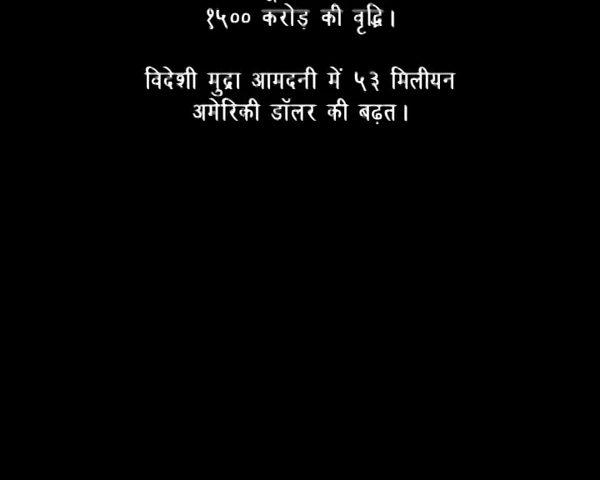 १५०० करोड़ की वृद्धि।
विदेशी मुद्रा आमदनी में ५३ मिलीयन
अमेरिकी डॉलर की बढ़त।